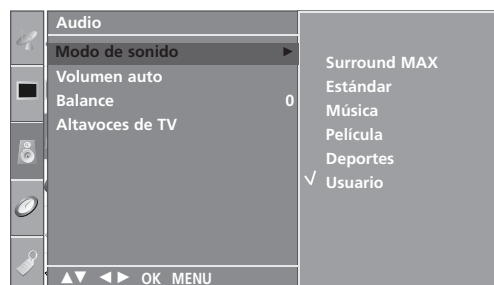 Audio
Modo de sonido ►
Volumen auto
Balance 0
Altavoces de TV
▲▼ ◄► OK MENU
Surround MAX
Estándar
Música
Película
Deportes
√ Usuario